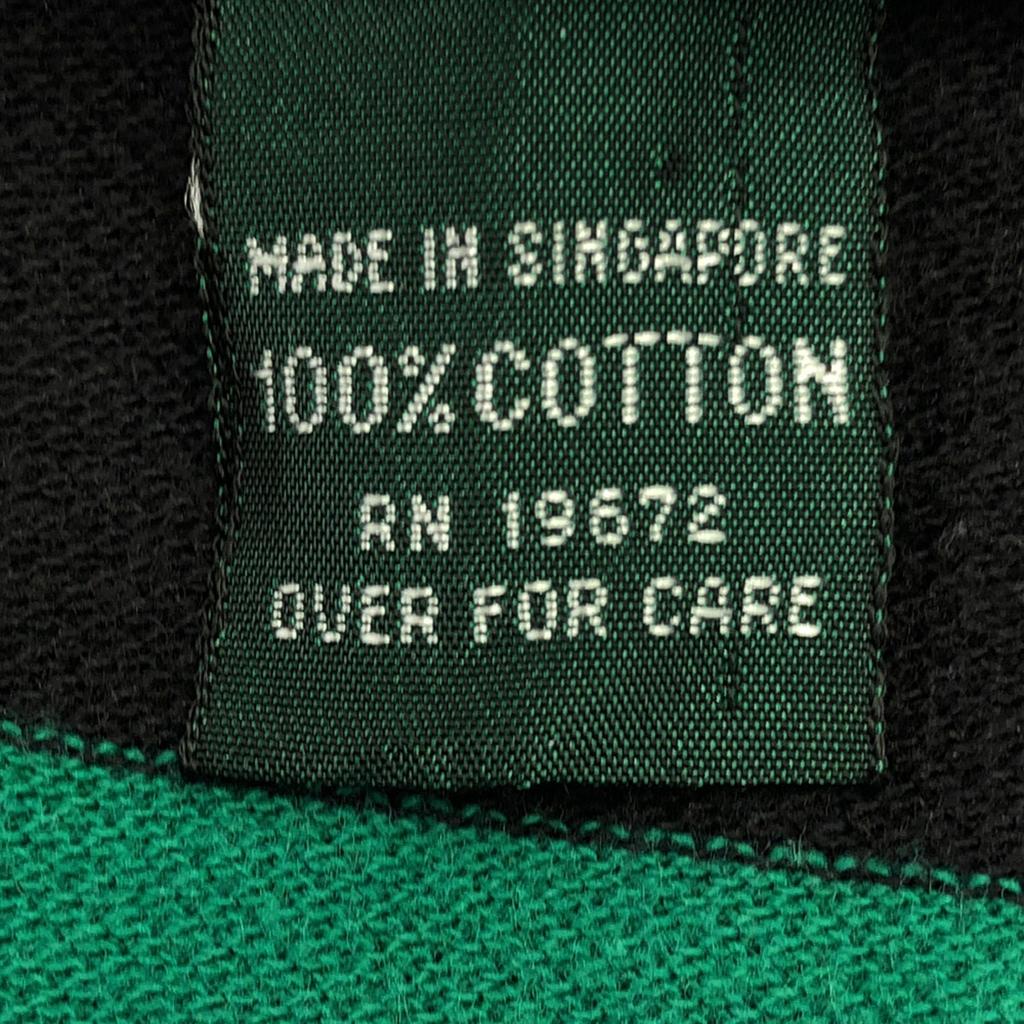 MADE IN SINGAPORE
100% COTTON
RN 19672
OVER FOR CARE